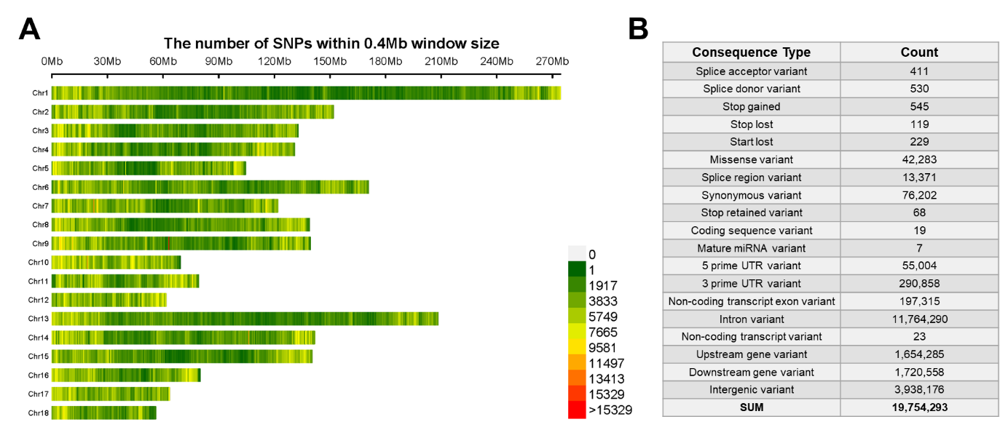 A
The number of SNPs within 0.4Mb window size
0Mb 30Mb 60Mb 90Mb 120Mb 150Mb 180Mb 210Mb 240Mb 270Mb
Chr1
Chr2
Chr3
Chr4
Chr5
Chr6
Chr7
Chr8
Chr9
Chr10
Chr11
Chr12
Chr13
Chr14
Chr15
Chr16
Chr17
Chr18
0
1
1917
3833
5749
7665
9581
11497
13413
15329
>15329
B
Consequence Type Count
Splice acceptor variant 411
Splice donor variant 530
Stop gained 545
Stop lost 119
Start lost 229
Missense variant 42,283
Splice region variant 13,371
Synonymous variant 76,202
Stop retained variant 68
Coding sequence variant 19
Mature miRNA variant 7
5 prime UTR variant 55,004
3 prime UTR variant 290,858
Non-coding transcript exon variant 197,315
Intron variant 11,764,290
Non-coding transcript variant 23
Upstream gene variant 1,654,285
Downstream gene variant 1,720,558
Intergenic variant 3,938,176
SUM 19,754,293